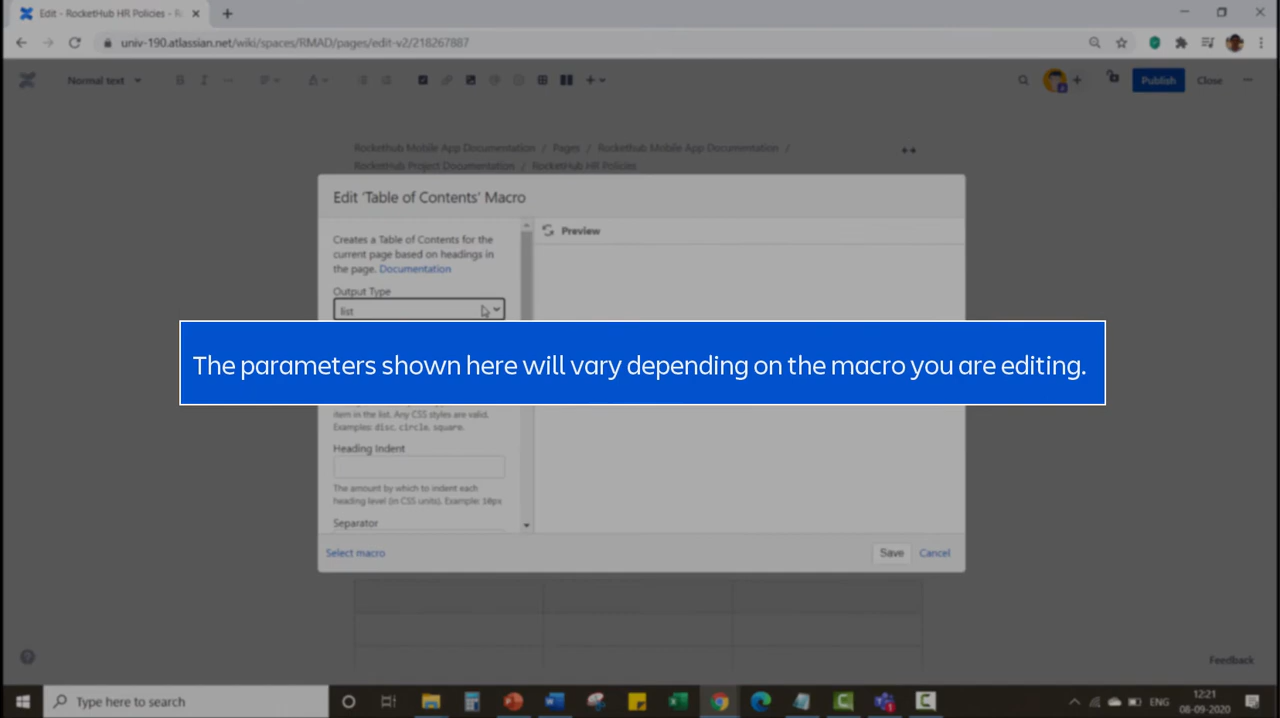 Edit - RocketHub HR Policies - R
univ-190.atlassian.net/wiki/spaces/RMAD/pages/edit-v2/218267887
Normal text
B I
A
Publish
Close
RocketHub Mobile App Documentation / Pages / RocketHub Mobile App Documentation /
RocketHub Project Documentation / RocketHub HR Policies
Edit 'Table of Contents' Macro
Creates a Table of Contents for the
current page based on headings in
the page. Documentation
Output Type
list
Preview
The parameters shown here will vary depending on the macro you are editing.
item in the list. Any CSS styles are valid.
Examples: disc, circle, square.
Heading Indent
The amount by which to indent each
heading level (in CSS units). Example: 10px
Separator
Select macro
Save
Cancel
Feedback
Type here to search
ENG
12:21
08-09-2020